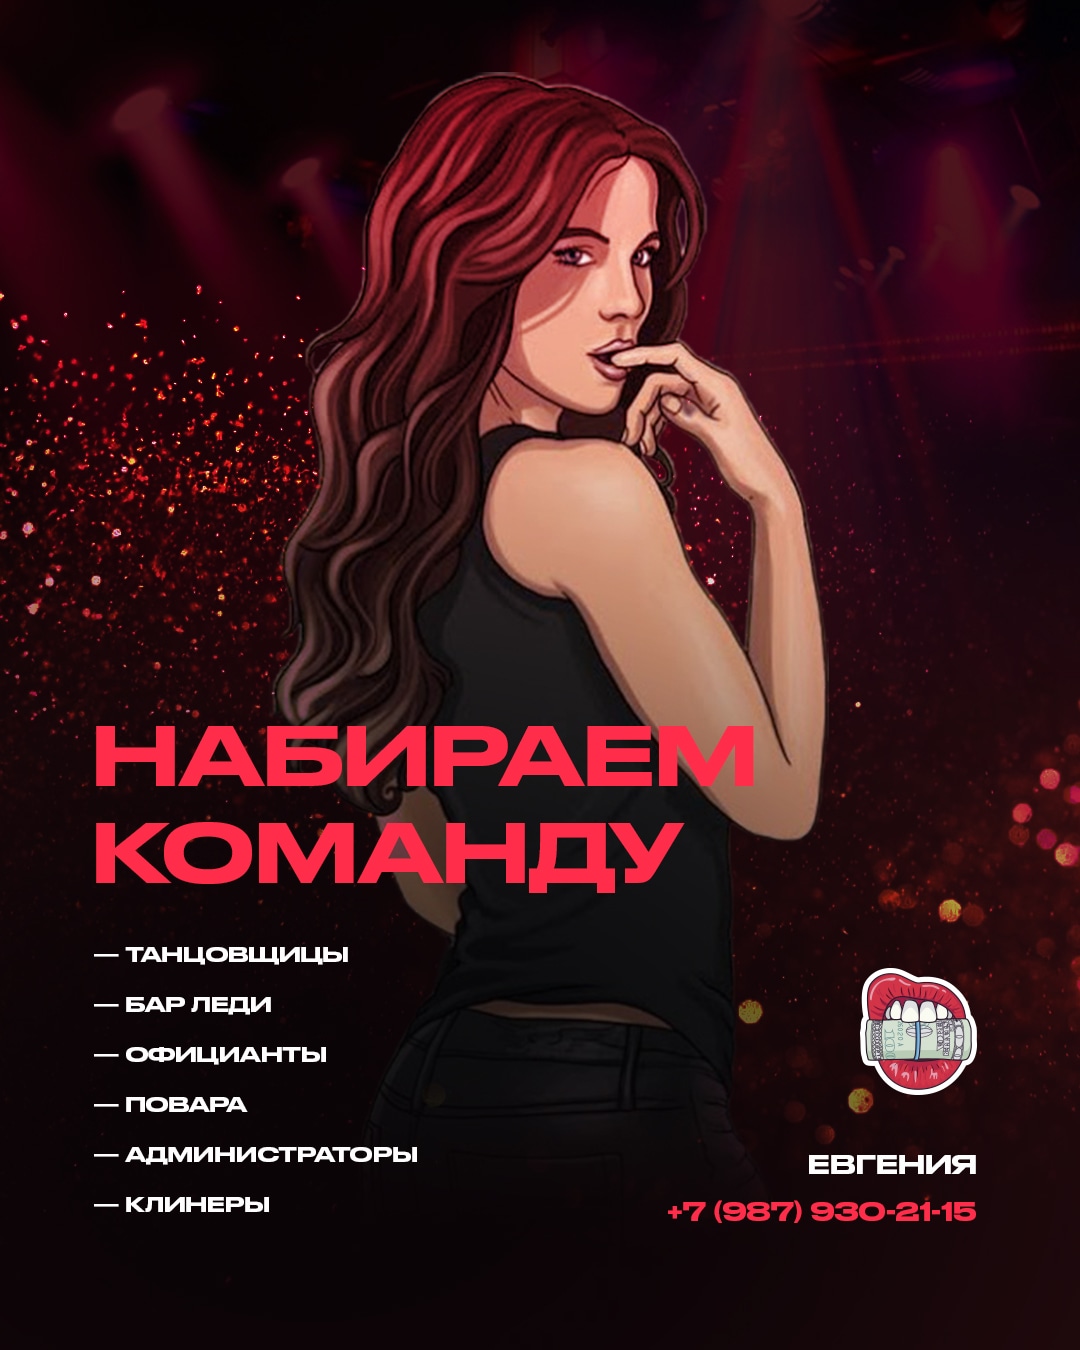 НАБИРАЕМ
КОМАНДУ
— ТАНЦОВЩИЦЫ
— БАР ЛЕДИ
— ОФИЦИАНТЫ
— ПОВАРА
— АДМИНИСТРАТОРЫ
— КЛИНЕРЫ
ЕВГЕНИЯ
+7 (987) 930-21-15